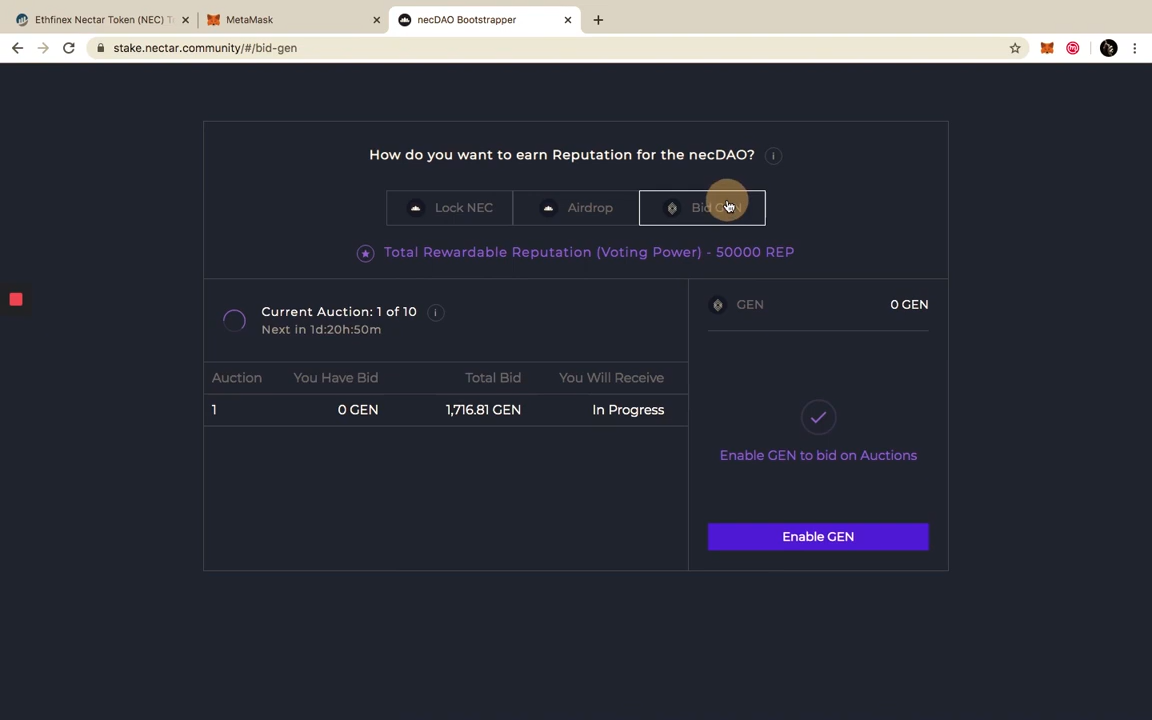 Ethfinex Nectar Token (NEC) T
MetaMask
necDAO Bootstrapper
stake.nectar.community/#/bid-gen
How do you want to earn Reputation for the necDAO?
Lock NEC
Airdrop
Bid
Total Rewardable Reputation (Voting Power) - 50000 REP
Current Auction: 1 of 10
Next in 1d:20h:50m
GEN 0 GEN
Auction You Have Bid Total Bid You Will Receive
1 0 GEN 1,716.81 GEN In Progress
Enable GEN to bid on Auctions
Enable GEN